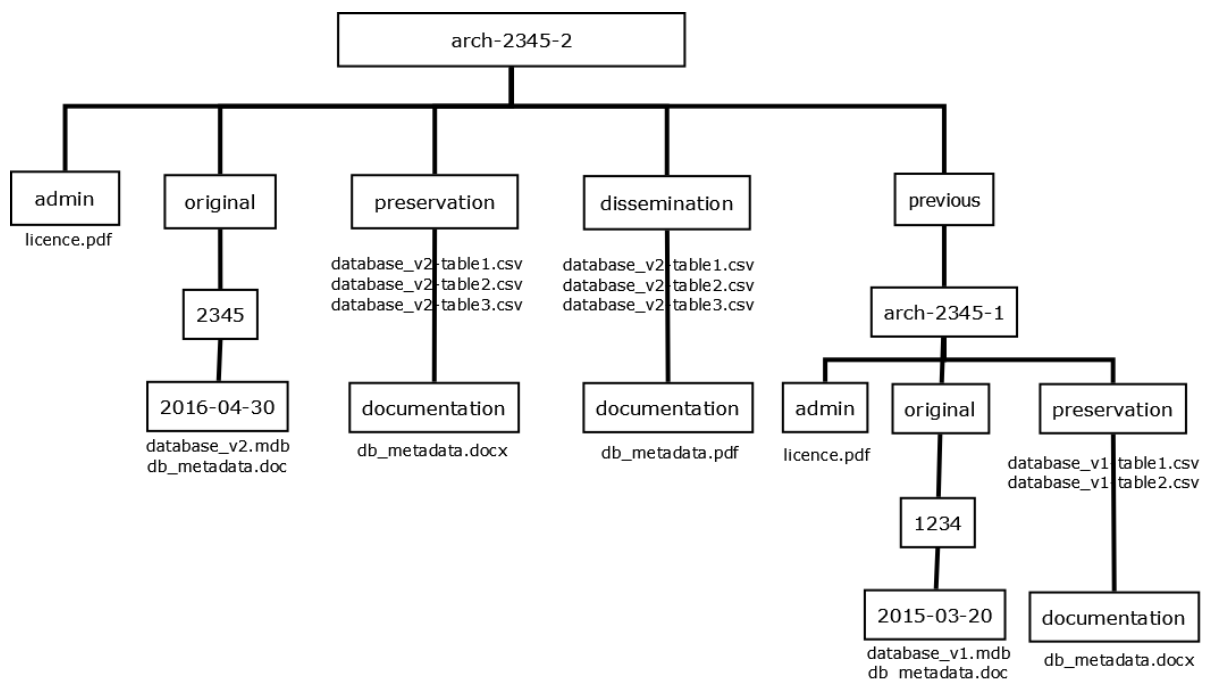 arch-2345-2
admin
licence.pdf
original
2345
2016-04-30
database_v2.mdb
db_metadata.doc
preservation
database_v2-table1.csv
database_v2-table2.csv
database_v2-table3.csv
documentation
db_metadata.docx
dissemination
database_v2-table1.csv
database_v2-table2.csv
database_v2-table3.csv
documentation
db_metadata.pdf
previous
arch-2345-1
admin
licence.pdf
original
1234
2015-03-20
database_v1.mdb
db_metadata.doc
preservation
database_v1-table1.csv
database_v1-table2.csv
documentation
db_metadata.docx